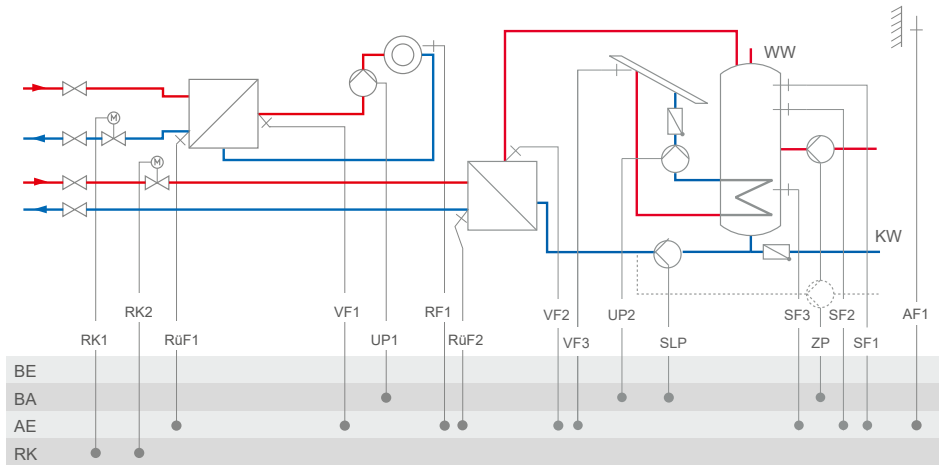 WW
M
M
KW
RK2
VF1
RF1
VF2
UP2
SF3
SF2
AF1
RK1
RüF1
UP1
RüF2
VF3
SLP
ZP
SF1
BE
BA
AE
RK